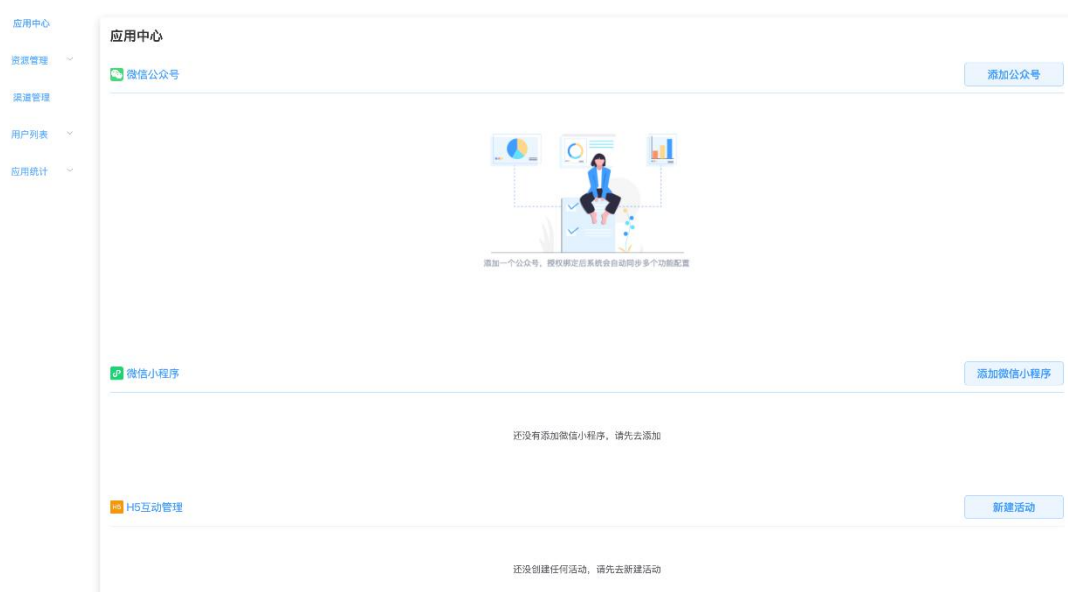 应用中心
资源管理
渠道管理
用户列表
应用统计
应用中心
微信公众号
添加公众号
添加一个公众号，授权绑定后系统会自动同步多个功能配置
微信小程序
添加微信小程序
还没有添加微信小程序，请先去添加
H5 H5互动管理
新建活动
还没创建任何活动，请先去新建活动